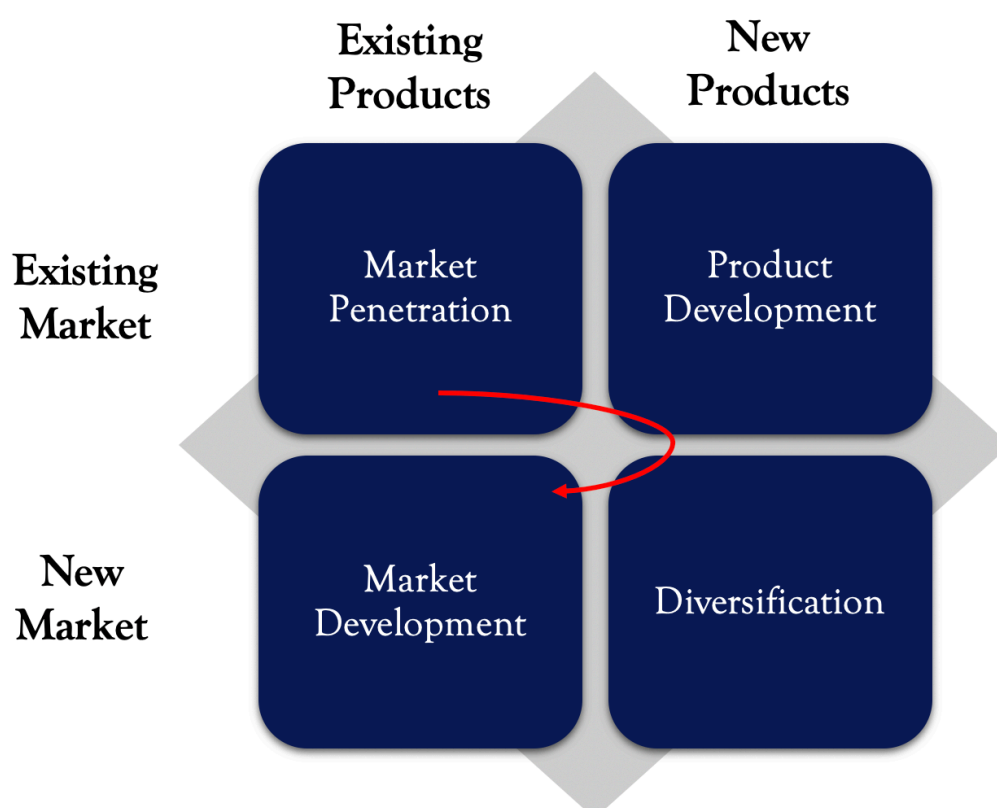 Existing
Products
New
Products
Existing
Market
Market
Penetration
Product
Development
New
Market
Market
Development
Diversification